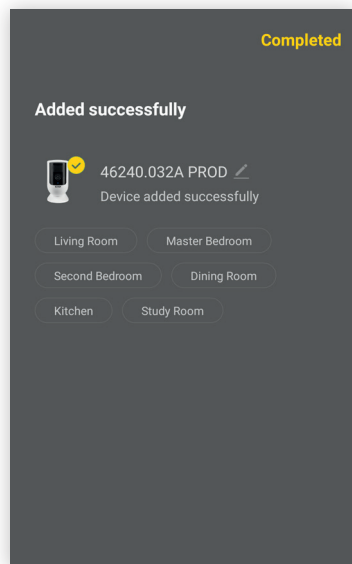 Completed
Added successfully
46240.032A PROD
Device added successfully
Living Room Master Bedroom
Second Bedroom Dining Room
Kitchen Study Room